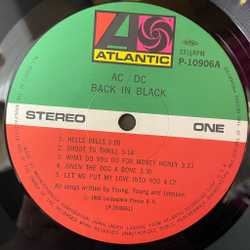 ATLANTIC
33⅓RPM
P-10906A
AC / DC
BACK IN BLACK
STEREO
ONE
1. HELLS BELLS 5.09
2. SHOOT TO THRILL 5.14
3. WHAT DO YOU DO FOR MONEY HONEY 3.33
4. GIVEN THE DOG A BONE 3.30
5. LET ME PUT MY LOVE INTO YOU 4.12
All songs written by Young, Young and Johnson
℗ 1980 Leidseplein Presse B.V.
(P-10906A1)